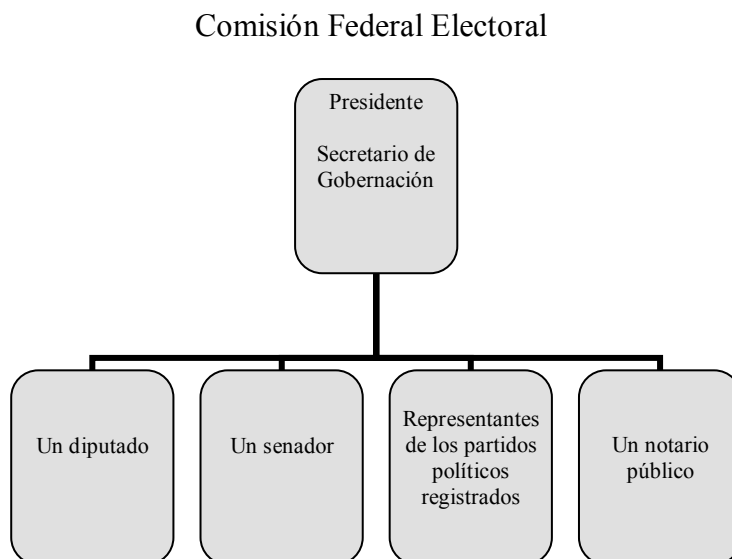 Comisión Federal Electoral
Presidente
Secretario de
Gobernación
Un diputado
Un senador
Representantes
de los partidos
políticos
registrados
Un notario
público